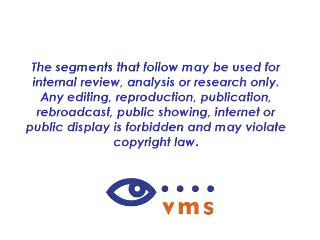 The segments that follow may be used for
internal review, analysis or research only.
Any editing, reproduction, publication,
rebroadcast, public showing, internet or
public display is forbidden and may violate
copyright law.
vms